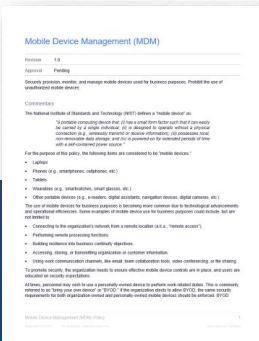 Mobile Device Management (MDM)
Revision 1.0
Approval Pending
Securely provision, monitor, and manage mobile devices used for business purposes. Prohibit the use of
unauthorized mobile devices.
Commentary
The National Institute of Standards and Technology (NIST) defines a "mobile device" as:
"A portable computing device that: (i) has a small form factor such that it can easily
be carried by a single individual; (ii) is designed to operate without a physical
connection (e.g., wirelessly transmit or receive information); (iii) possesses local,
non-removable data storage; and (iv) is powered-on for extended periods of time
with a self-contained power source."
For the purpose of this policy, the following items are considered to be "mobile devices."
• Laptops
• Phones (e.g., smartphones, cellphones, etc.)
• Tablets
• Wearables (e.g., smartwatches, smart glasses, etc.)
• Other portable devices (e.g., e-readers, digital assistants, navigation devices, digital cameras, etc.)
The use of mobile devices for business purposes is becoming more common due to technological advancements
and operational efficiencies. Some examples of mobile device use for business purposes could include, but are
not limited to:
• Connecting to the organization's network from a remote location (a.k.a., "remote access").
• Performing remote processing functions.
• Building resilience into business continuity objectives.
• Accessing, storing, or transmitting organization or customer information.
• Using work communication channels, like email, team collaboration tools, video conferencing, or file sharing.
To promote security, the organization needs to ensure effective mobile device controls are in place, and users are
educated on security expectations.
At times, personnel may wish to use a personally-owned device to perform work-related duties. This is commonly
referred to as "bring your own device" or "BYOD." If the organization elects to allow BYOD, the same security
requirements for both organization-owned and personally-owned mobile devices should be enforced. BYOD
Mobile Device Management (MDM) Policy 1